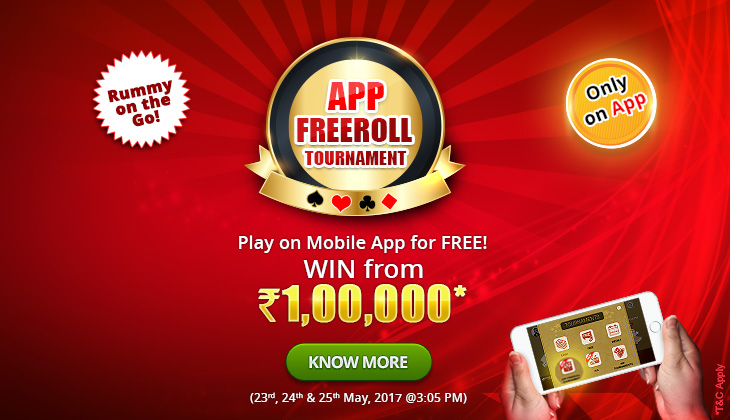 Rummy
on the
Go!
APP
FREEROLL
TOURNAMENT
Only
on App
Play on Mobile App for FREE!
WIN from
₹1,00,000*
KNOW MORE
(23rd, 24th & 25th May, 2017 @3:05 PM)
TOURNAMENTS
*T&C Apply